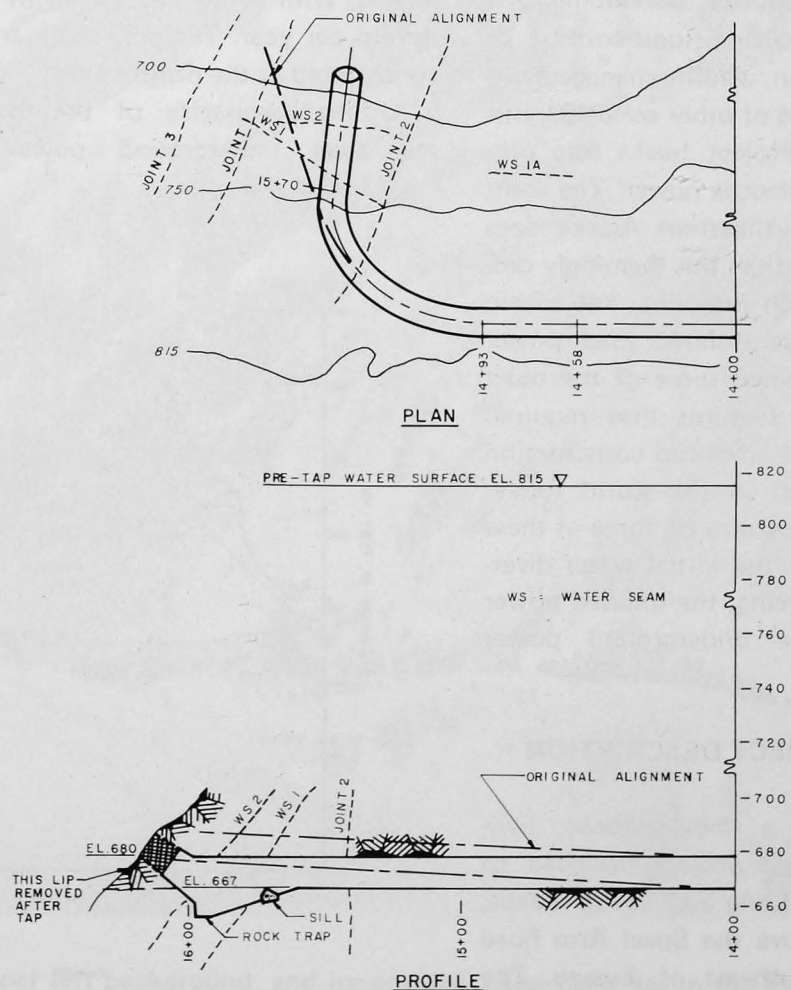 ORIGINAL ALIGNMENT
700
JOINT 3
JOINT
WS 2
WS 1
JOINT 2
WS 1A
750
15+70
815
14+93
14+58
14+00
PLAN
PRE-TAP WATER SURFACE EL. 815
820
800
780
WS = WATER SEAM
760
740
720
ORIGINAL ALIGNMENT
700
WS 2
WS 1
JOINT 2
EL. 680
680
THIS LIP
REMOVED
AFTER
TAP
EL. 667
660
SILL
ROCK TRAP
16+00
15+00
14+00
PROFILE